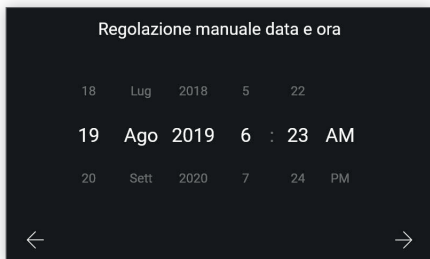 Regolazione manuale data e ora
18 Lug 2018 5 22
19 Ago 2019 6 : 23 AM
20 Sett 2020 7 24 PM